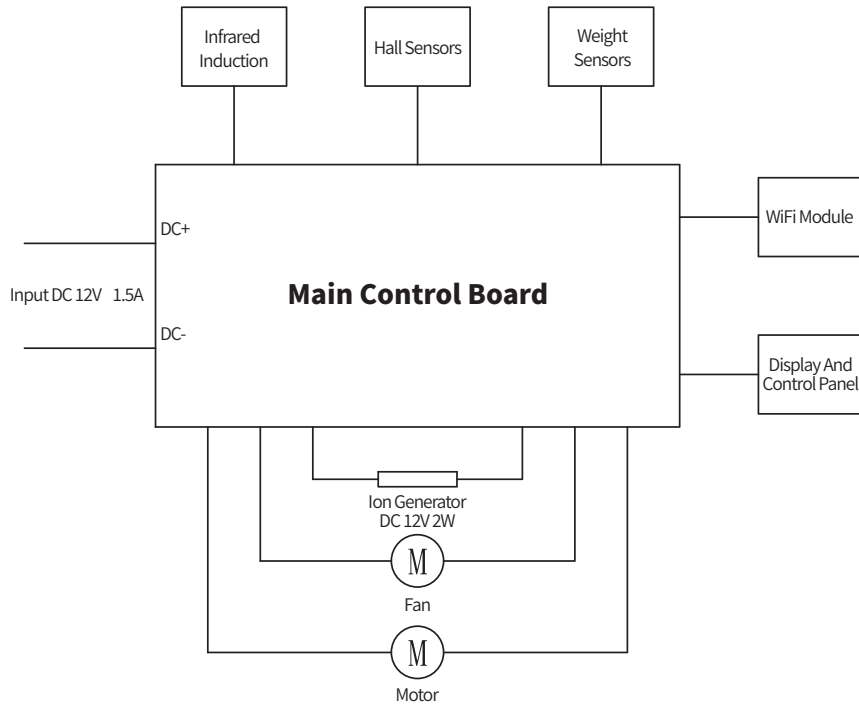 Infrared
Induction
Hall Sensors
Weight
Sensors
DC+
WiFi Module
Input DC 12V 1.5A
Main Control Board
DC-
Display And
Control Panel
Ion Generator
DC 12V 2W
M
Fan
M
Motor